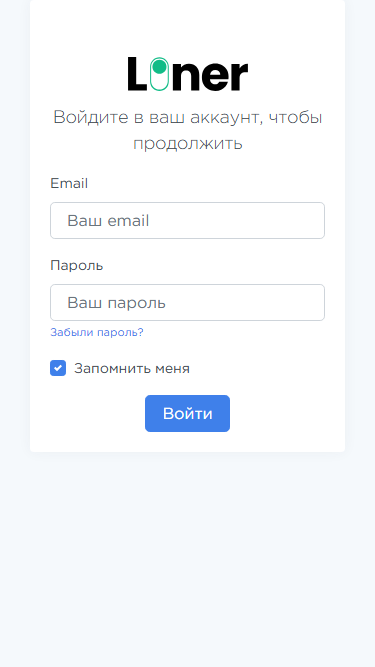 Liner
Войдите в ваш аккаунт, чтобы
продолжить
Email
Ваш email
Пароль
Ваш пароль
Забыли пароль?
Запомнить меня
Войти